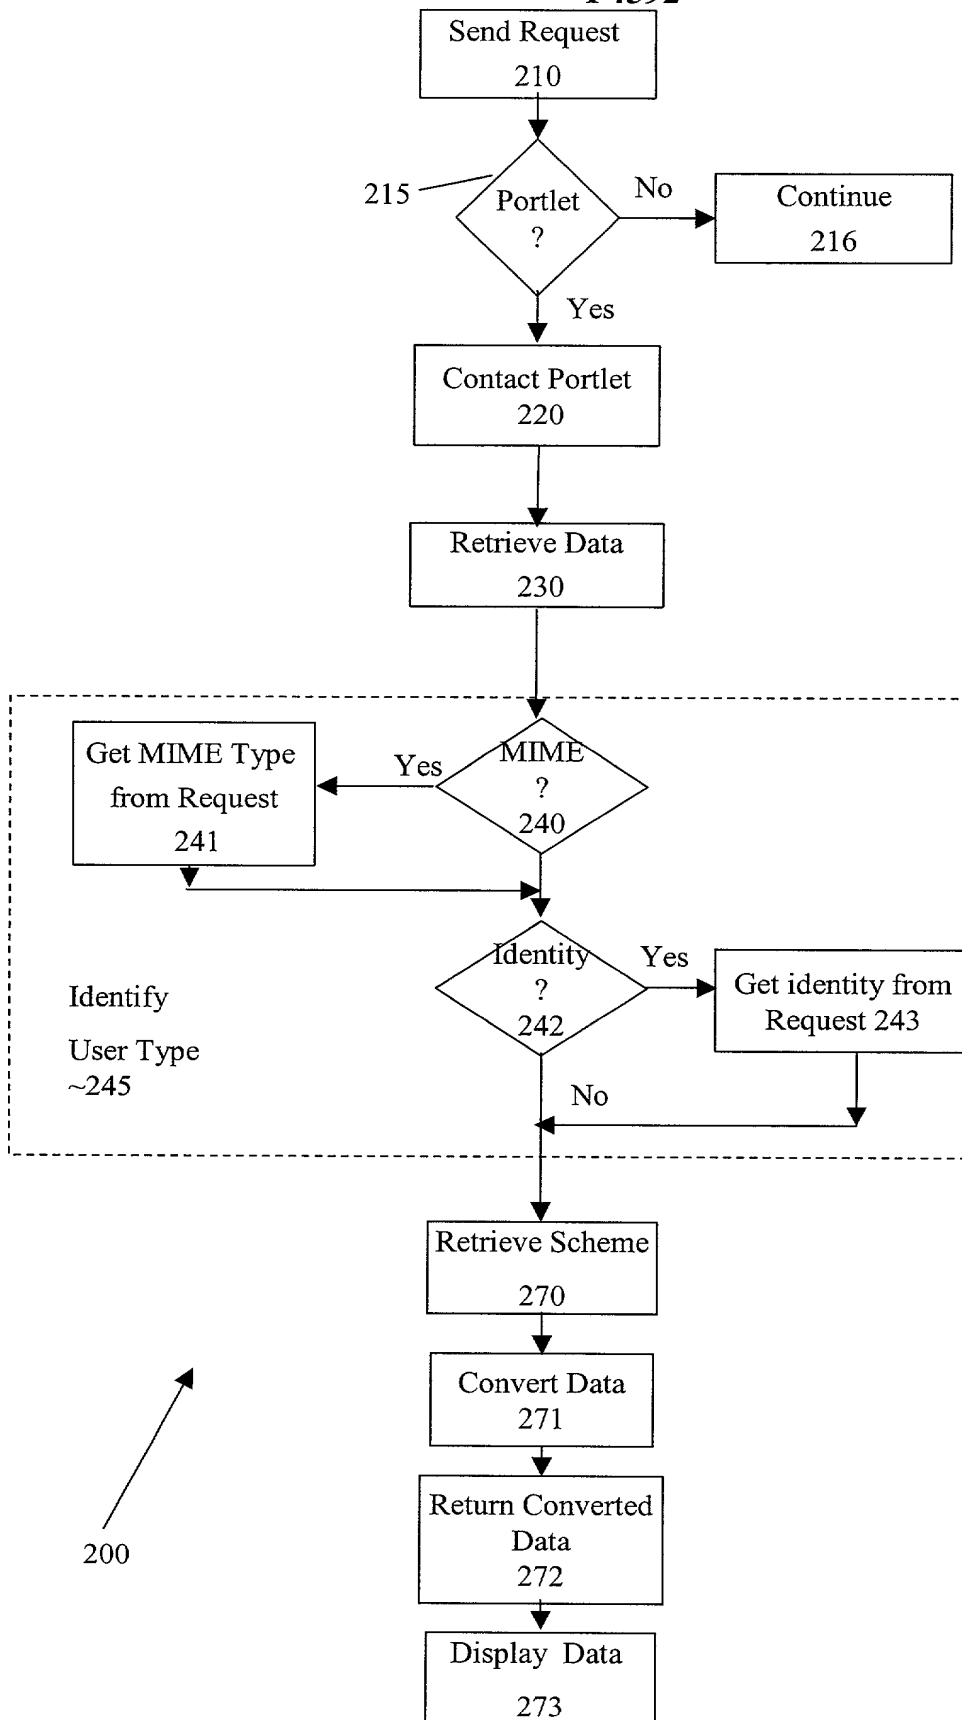 Send Request
210
215
Portlet
?
No
Continue
216
Yes
Contact Portlet
220
Retrieve Data
230
Get MIME Type
from Request
241
Yes
MIME
?
240
Identity
?
242
Yes
Get identity from
Request 243
Identify
User Type
~245
No
Retrieve Scheme
270
Convert Data
271
Return Converted
Data
272
200
Display Data
273